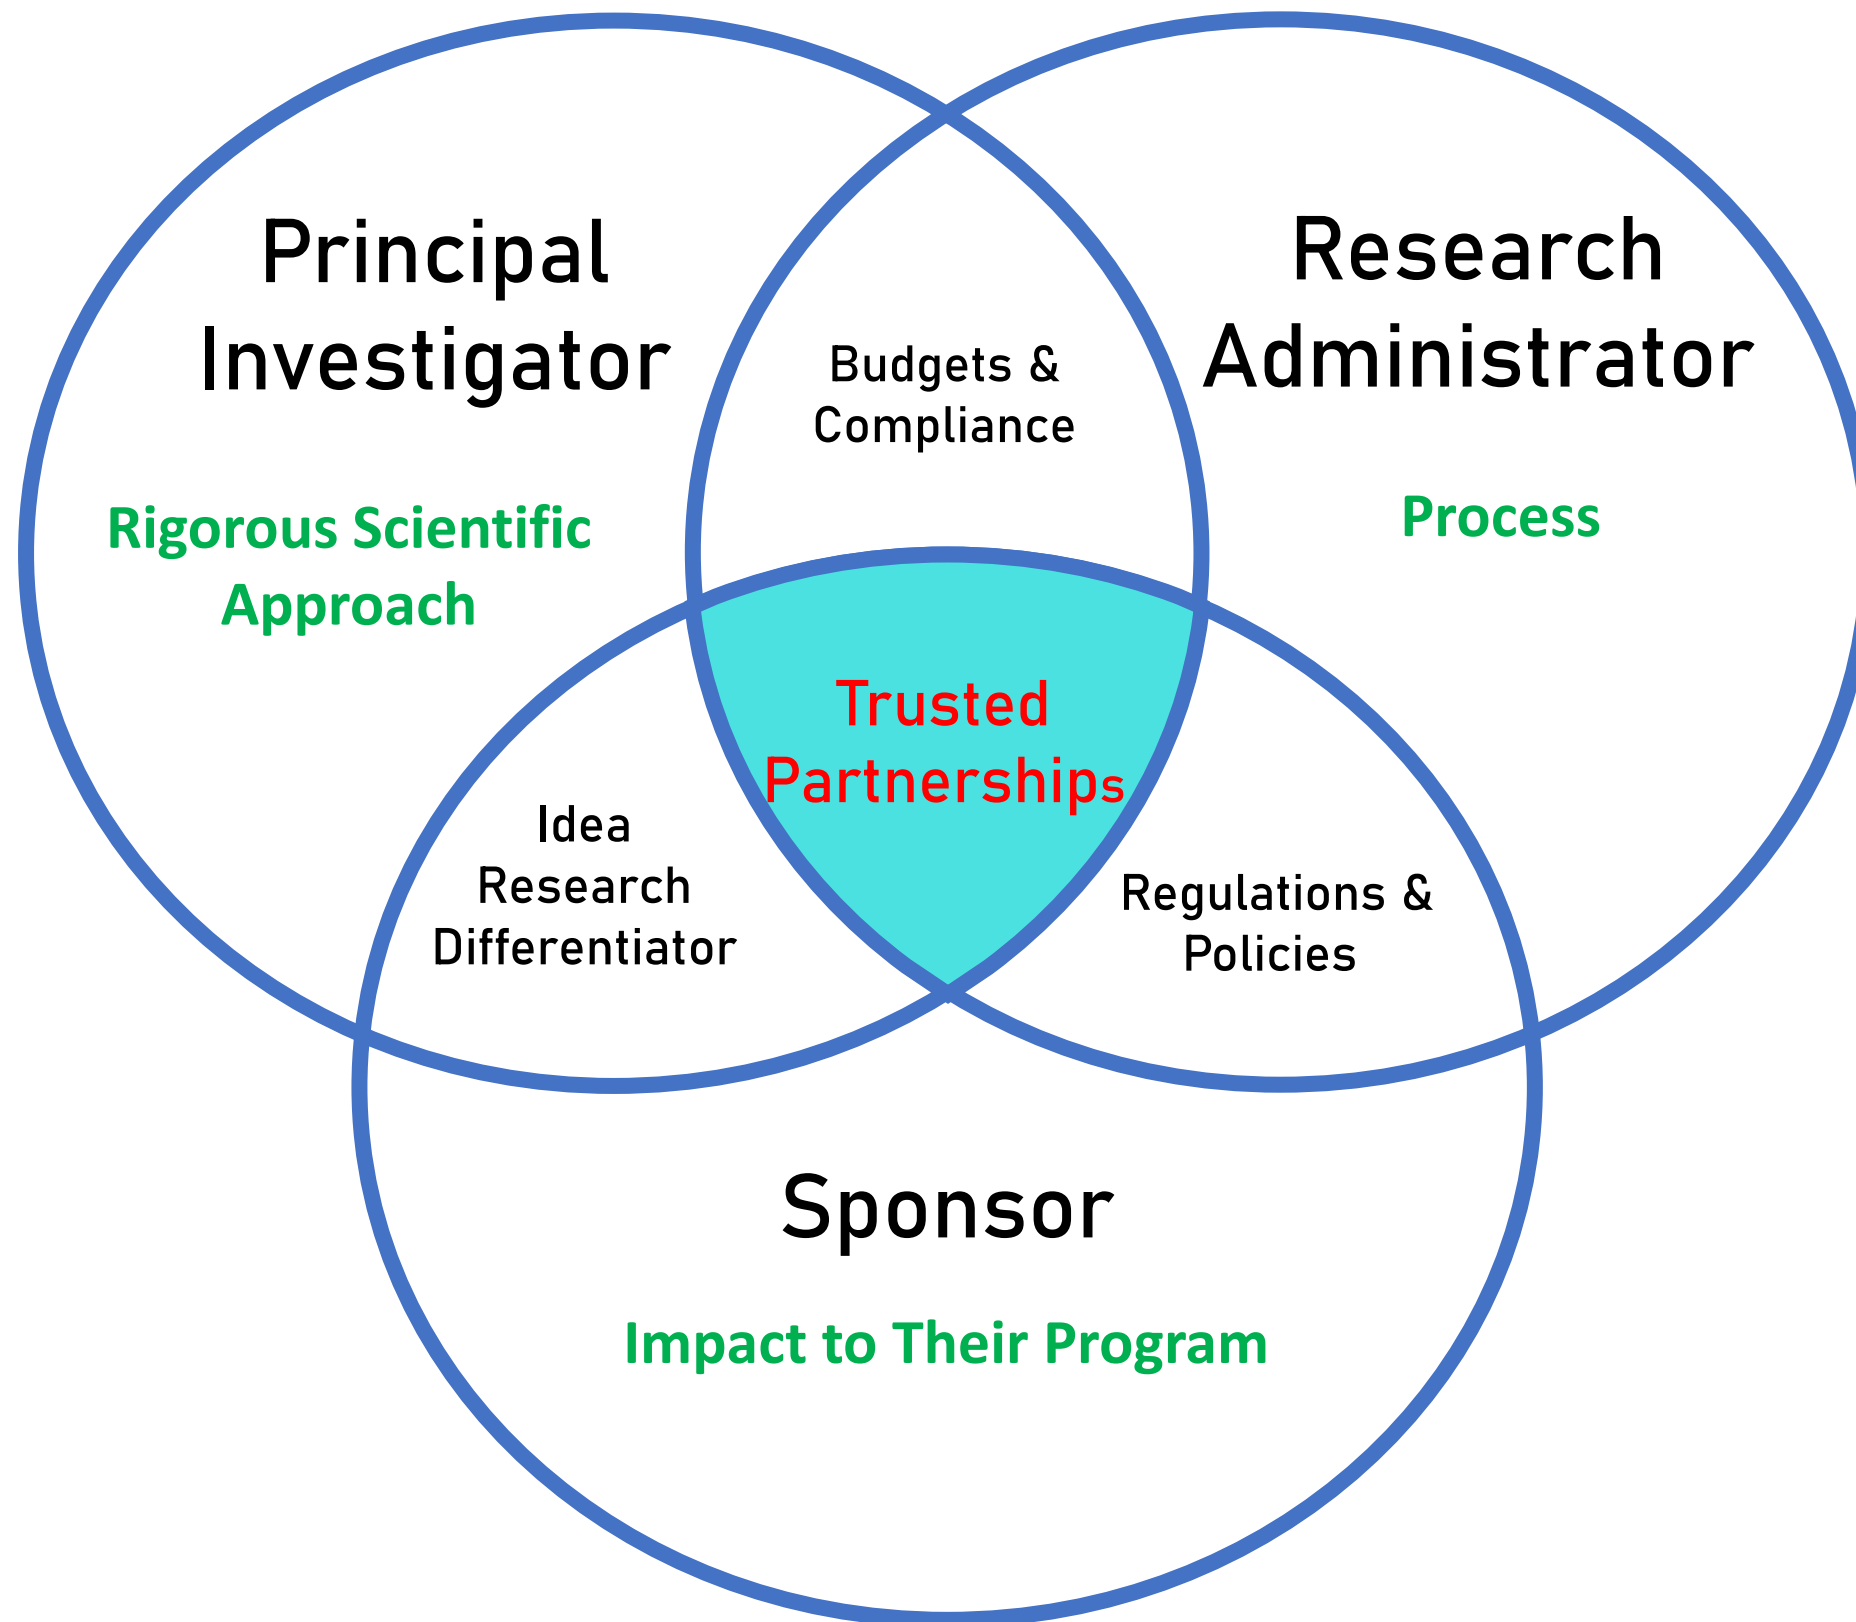 Principal
Investigator
Rigorous Scientific
Approach
Budgets &
Compliance
Research
Administrator
Process
Trusted
Partnerships
Idea
Research
Differentiator
Regulations &
Policies
Sponsor
Impact to Their Program